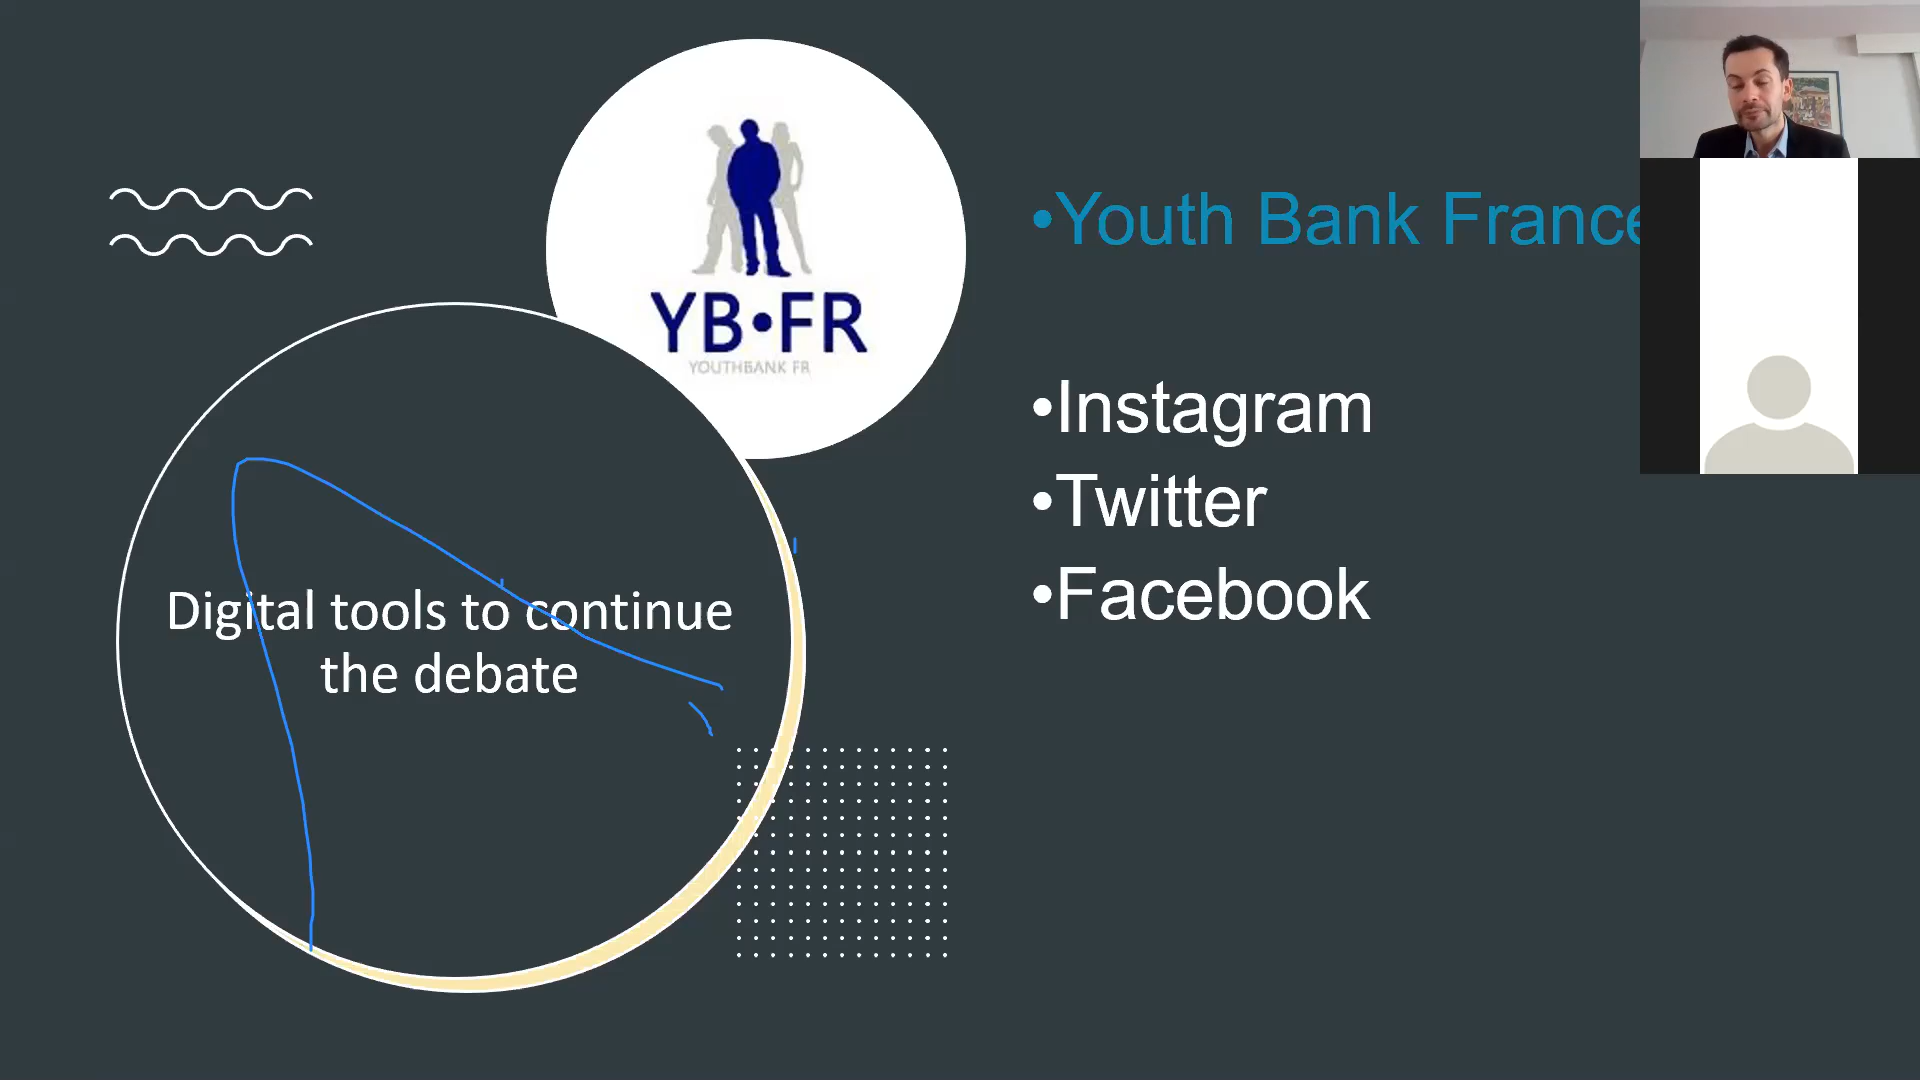 YB•FR
YOUTHBANK FR
Digital tools to continue
the debate
•Youth Bank France
•Instagram
•Twitter
•Facebook